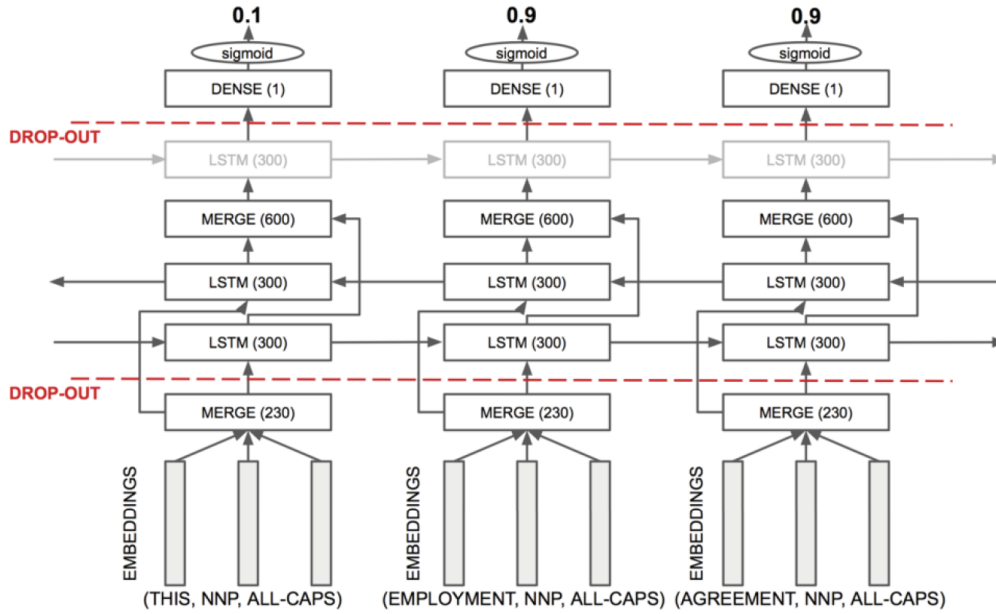 0.1 0.9 0.9
sigmoid sigmoid sigmoid
DENSE (1) DENSE (1) DENSE (1)
DROP-OUT
LSTM (300) LSTM (300) LSTM (300)
MERGE (600) MERGE (600) MERGE (600)
LSTM (300) LSTM (300) LSTM (300)
LSTM (300) LSTM (300) LSTM (300)
DROP-OUT
MERGE (230) MERGE (230) MERGE (230)
EMBEDDINGS EMBEDDINGS EMBEDDINGS
(THIS, NNP, ALL-CAPS) (EMPLOYMENT, NNP, ALL-CAPS) (AGREEMENT, NNP, ALL-CAPS)